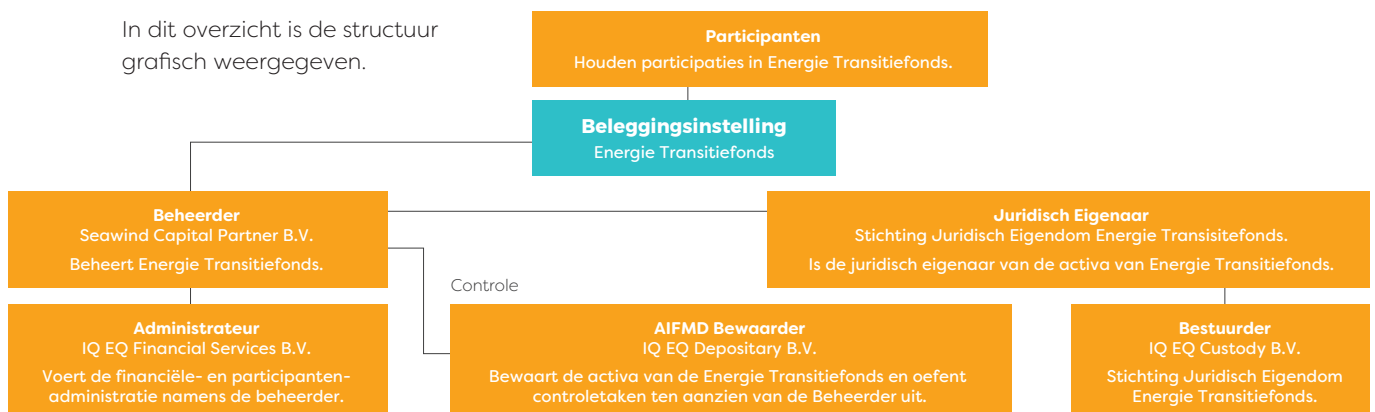 In dit overzicht is de structuur
grafisch weergegeven.
Participanten
Houden participaties in Energie Transitiefonds.
Beleggingsinstelling
Energie Transitiefonds
Beheerder
Seawind Capital Partner B.V.
Beheert Energie Transitiefonds.
Juridisch Eigenaar
Stichting Juridisch Eigendom Energie Transisitefonds.
Is de juridisch eigenaar van de activa van Energie Transitiefonds.
Controle
Administrateur
IQ EQ Financial Services B.V.
Voert de financiële- en participanten-
administratie namens de beheerder.
AIFMD Bewaarder
IQ EQ Depositary B.V.
Bewaart de activa van de Energie Transitiefonds en oefent
controletaken ten aanzien van de Beheerder uit.
Bestuurder
IQ EQ Custody B.V.
Stichting Juridisch Eigendom
Energie Transitiefonds.